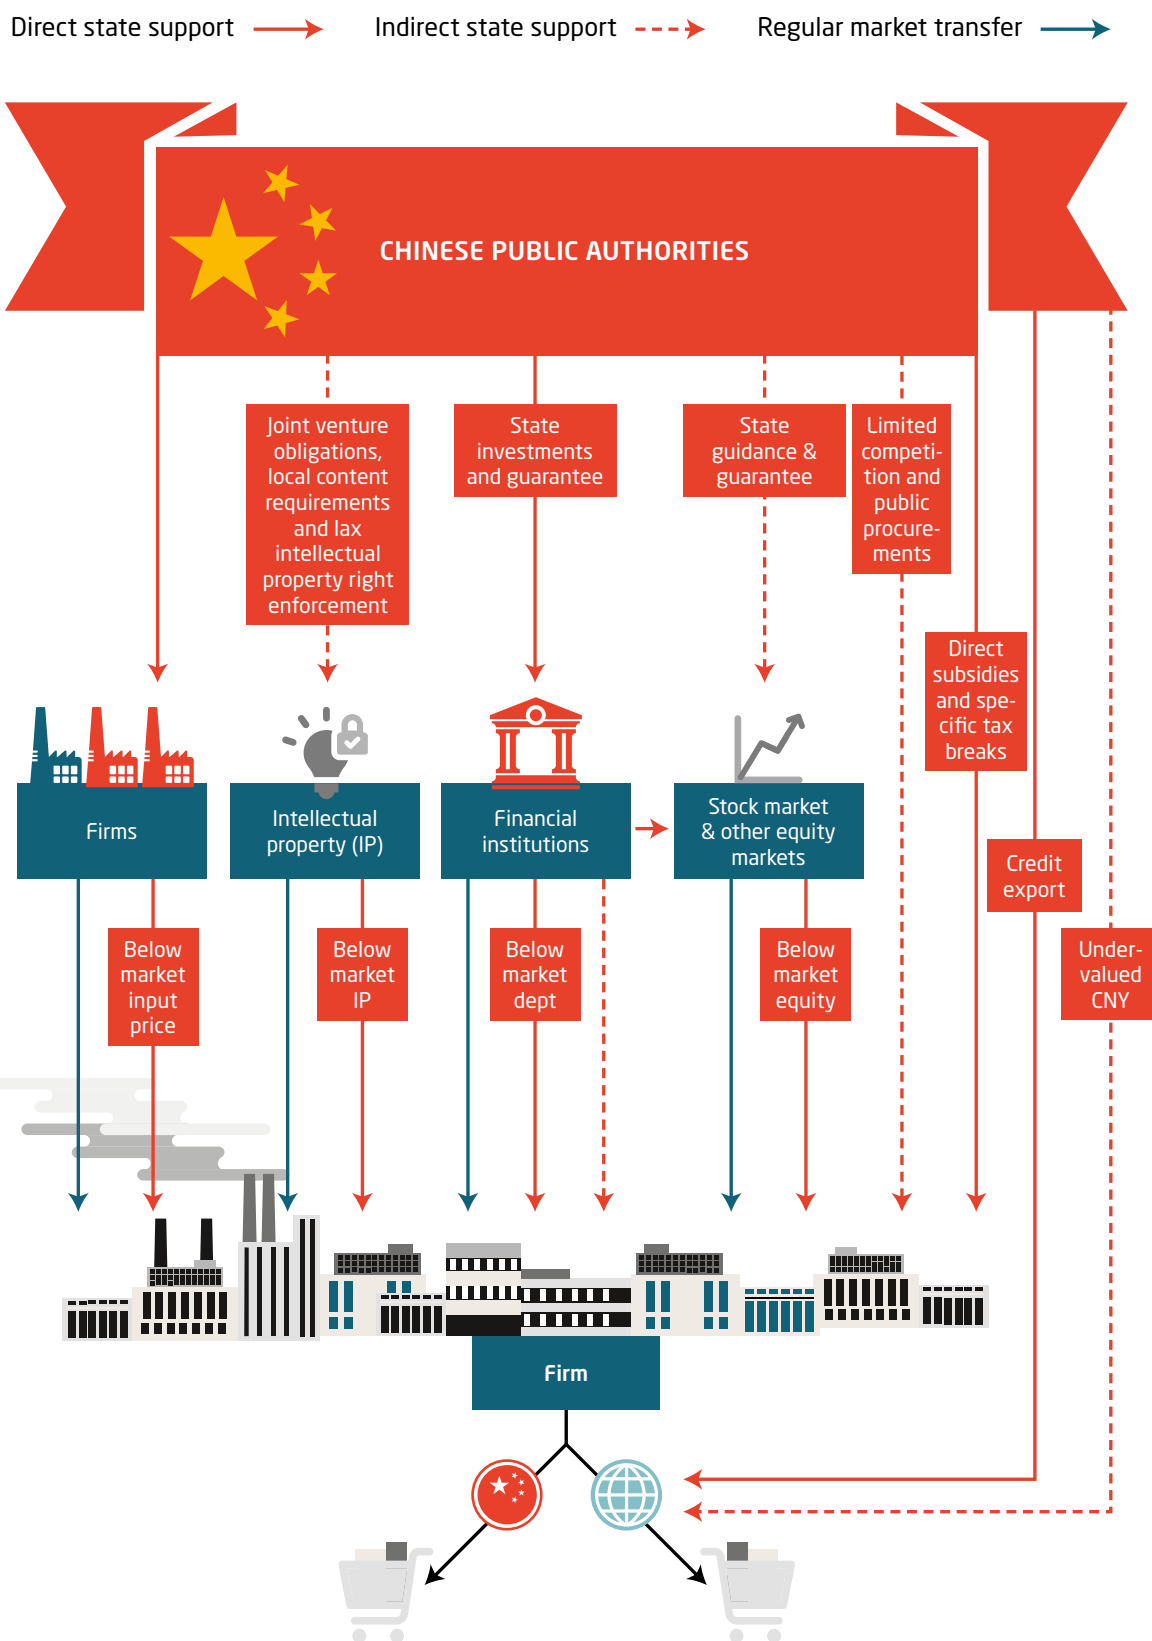 Direct state support
Indirect state support
Regular market transfer
CHINESE PUBLIC AUTHORITIES
Joint venture
obligations,
local content
requirements
and lax
intellectual
property right
enforcement
State
investments
and guarantee
State
guidance &
guarantee
Limited
competi-
tion and
public
procure-
ments
Direct
subsidies
and spe-
cific tax
breaks
Firms
Intellectual
property (IP)
Financial
institutions
Stock market
& other equity
markets
Credit
export
Below
market
input
price
Below
market
IP
Below
market
dept
Below
market
equity
Under-
valued
CNY
Firm